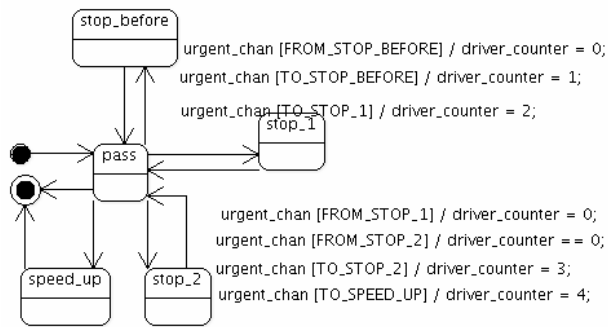 stop_before
urgent_chan [FROM_STOP_BEFORE] / driver_counter = 0;
urgent_chan [TO_STOP_BEFORE] / driver_counter = 1;
urgent_chan [TO_STOP_1] / driver_counter = 2;
stop_1
pass
urgent_chan [FROM_STOP_1] / driver_counter = 0;
urgent_chan [FROM_STOP_2] / driver_counter == 0;
urgent_chan [TO_STOP_2] / driver_counter = 3;
speed_up
stop_2
urgent_chan [TO_SPEED_UP] / driver_counter = 4;